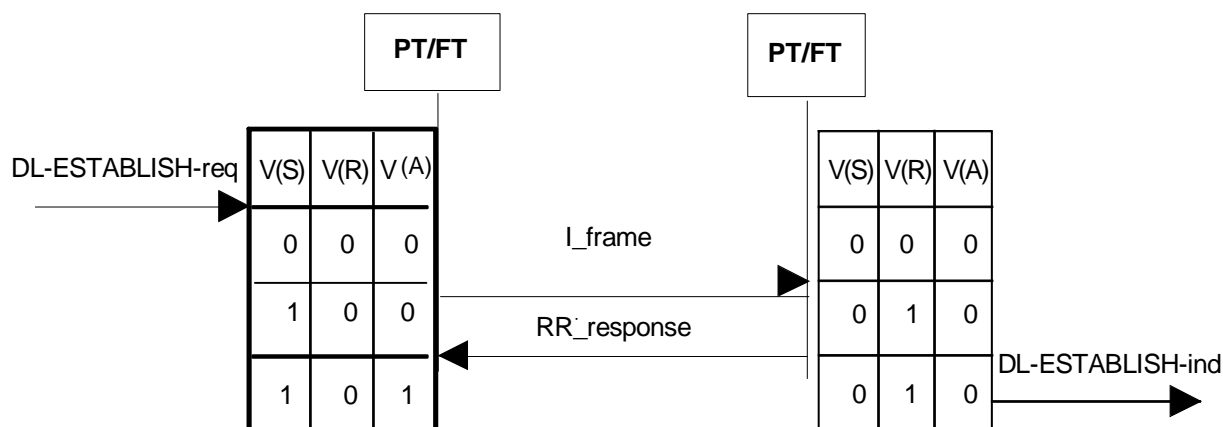 PT/FT PT/FT
DL-ESTABLISH-req V(S) V(R) V(A) V(S) V(R) V(A)
0 0 0 I_frame 0 0 0
1 0 0 0 1 0
RR_response
DL-ESTABLISH-ind
1 0 1 0 1 0